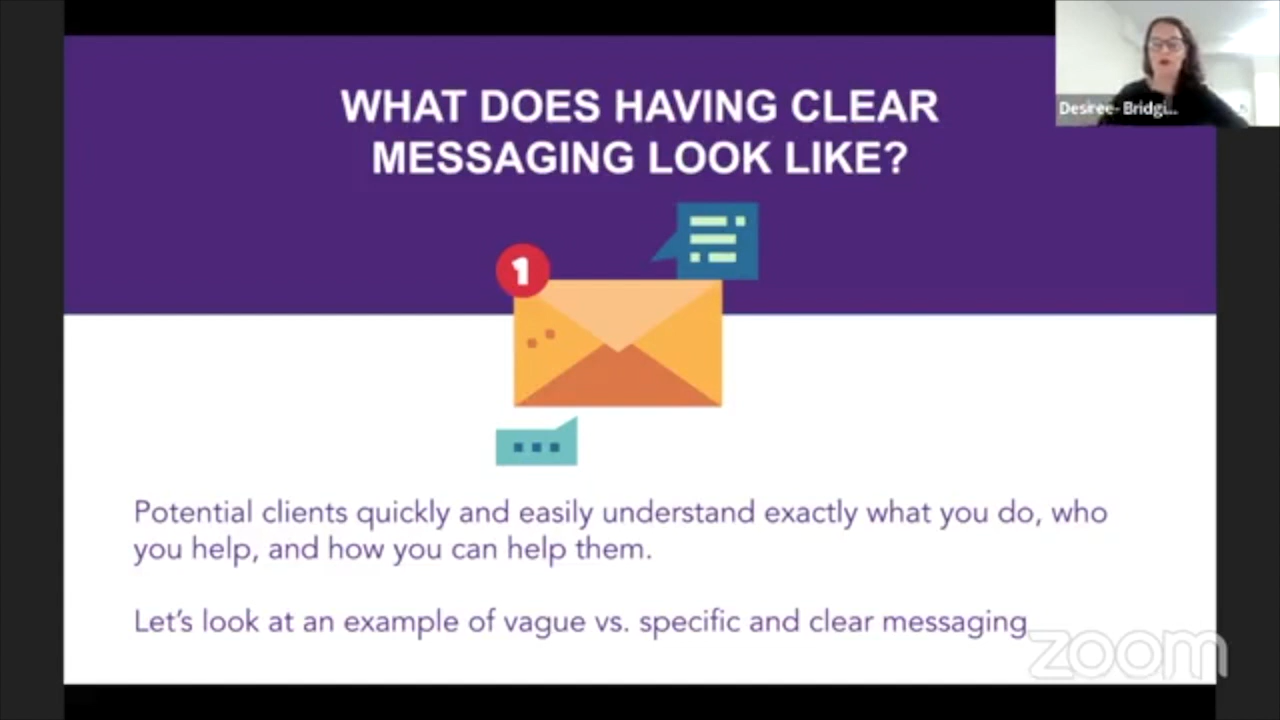 WHAT DOES HAVING CLEAR
MESSAGING LOOK LIKE?
Desiree- Bridgi...
1
Potential clients quickly and easily understand exactly what you do, who
you help, and how you can help them.
Let's look at an example of vague vs. specific and clear messaging
zoom